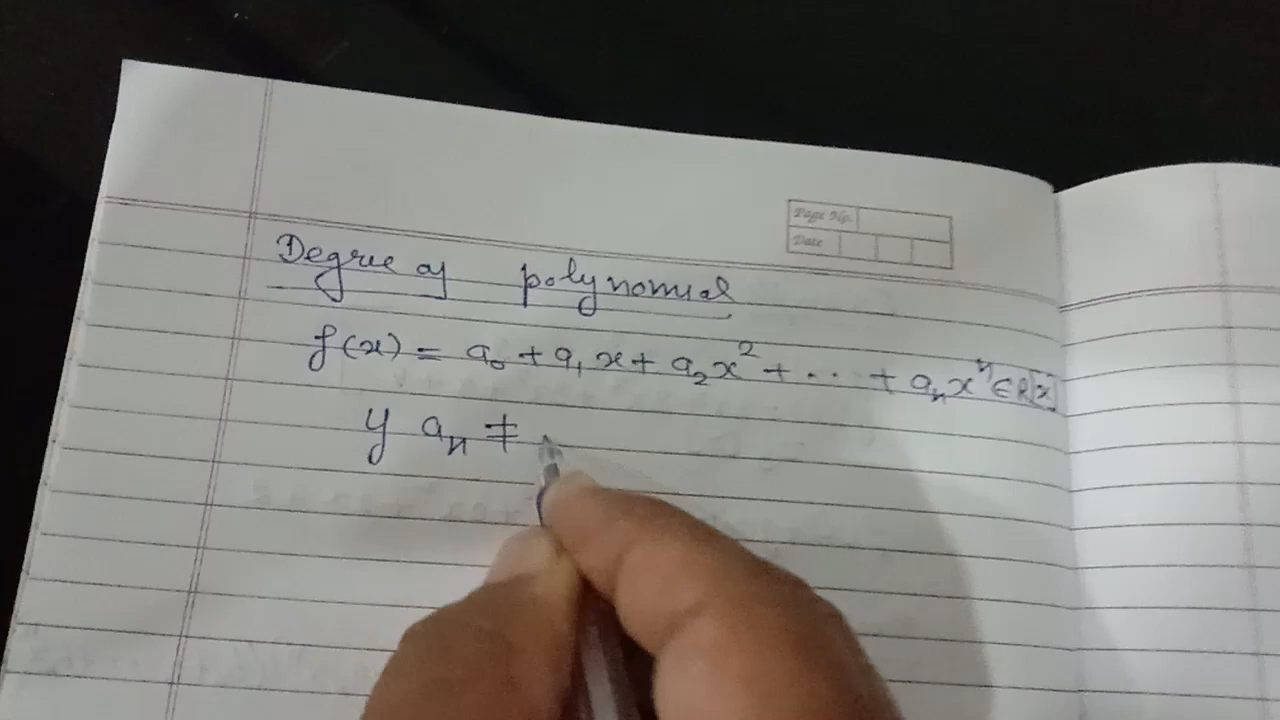 Page No.
Date
Degree of polynomial
f(x) = a₀ + a₁x + a₂x² + ... + aₙxⁿ ∈ R[x]
if aₙ ≠